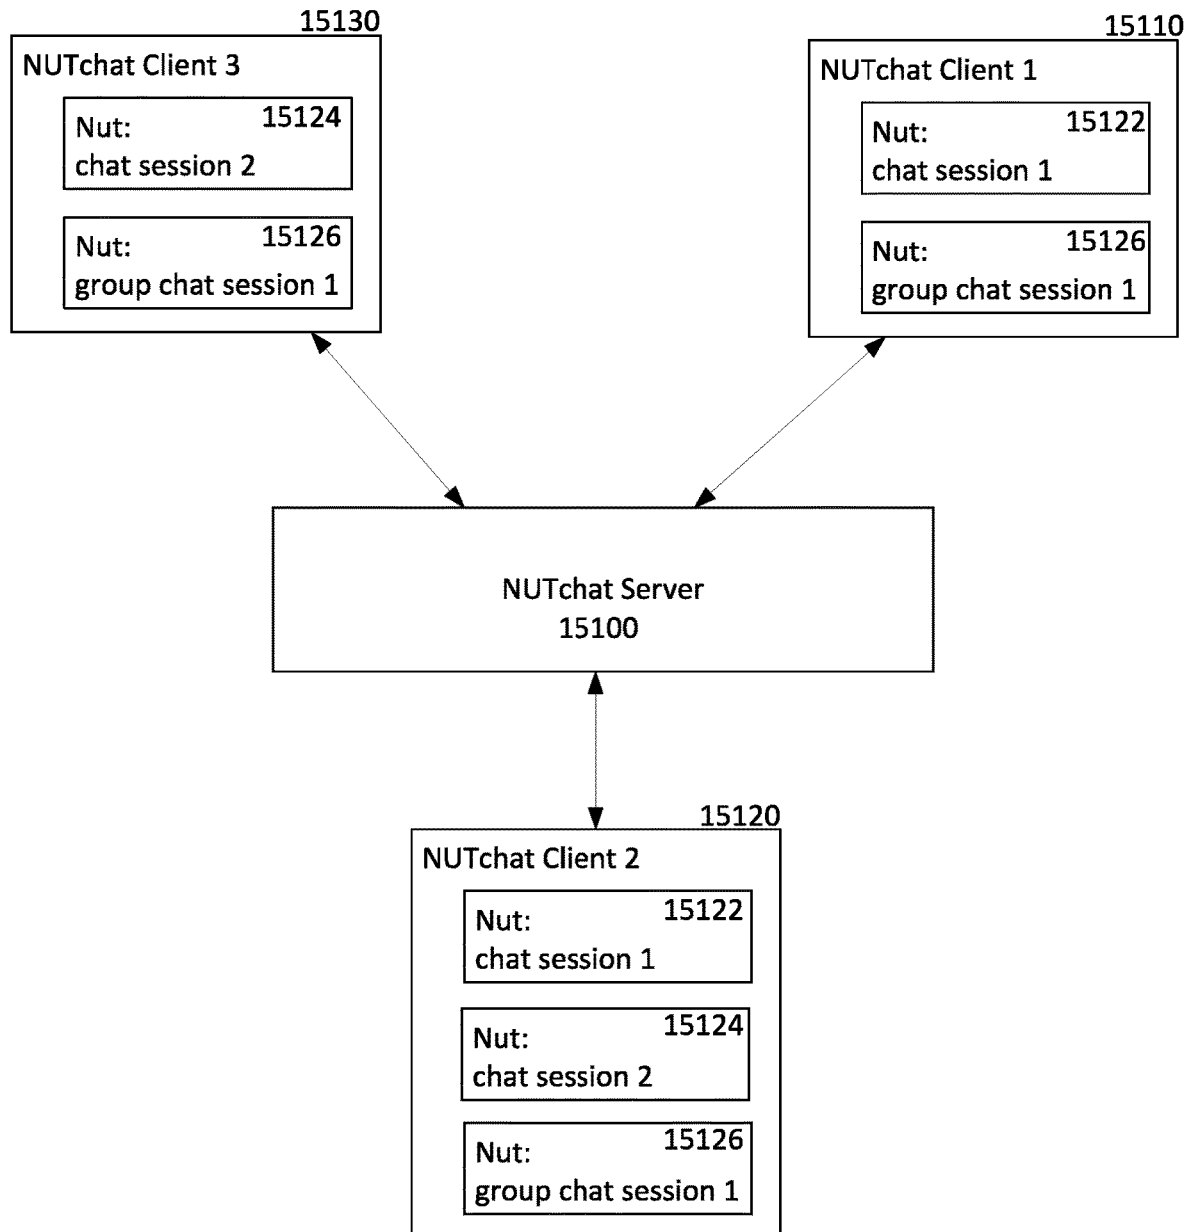 15130
NUTchat Client 3
15124
Nut:
chat session 2
15126
Nut:
group chat session 1
15110
NUTchat Client 1
15122
Nut:
chat session 1
15126
Nut:
group chat session 1
NUTchat Server
15100
15120
NUTchat Client 2
15122
Nut:
chat session 1
15124
Nut:
chat session 2
15126
Nut:
group chat session 1